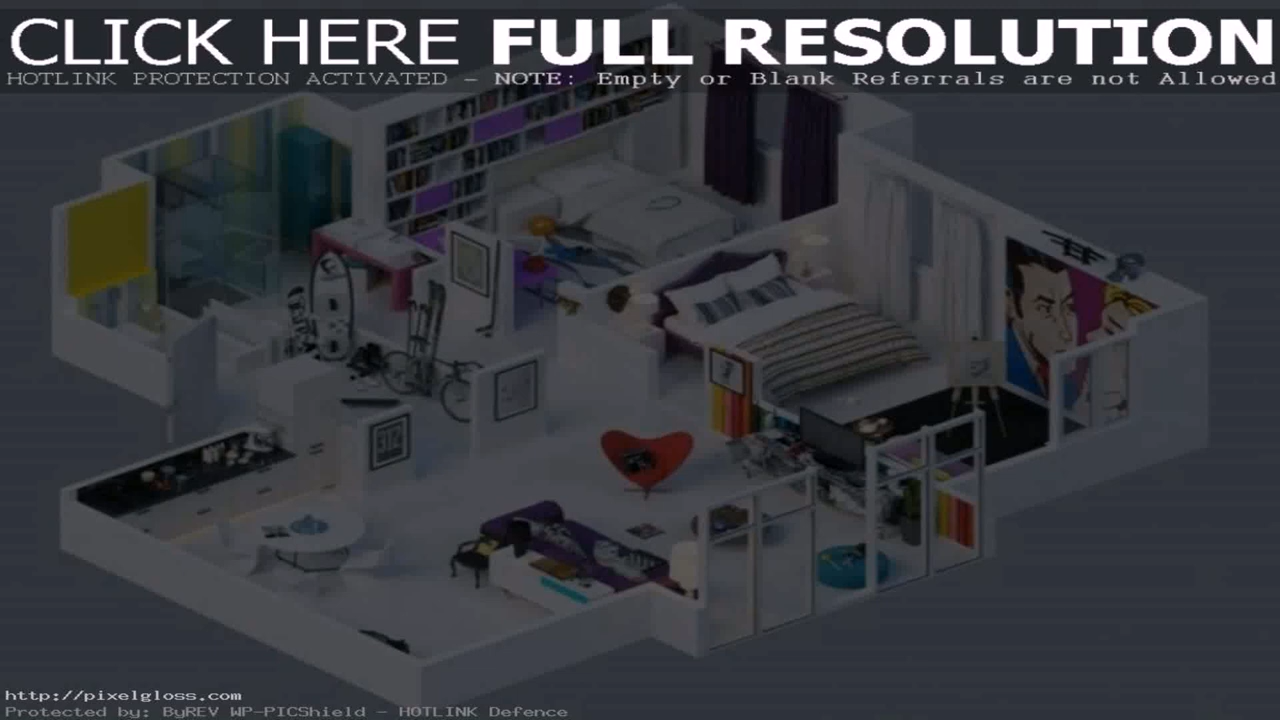 CLICK HERE FULL RESOLUTION
HOTLINK PROTECTION ACTIVATED – NOTE: Empty or Blank Referrals are not Allowed
http://pixelgloss.com
Protected by: ByREV WP-PICShield – HOTLINK Defence